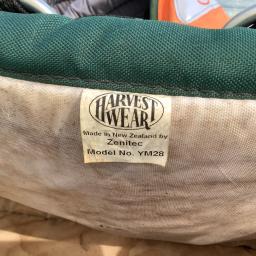 HARVEST
WEAR
Made in New Zealand by
Zenitec
Model No. YM28